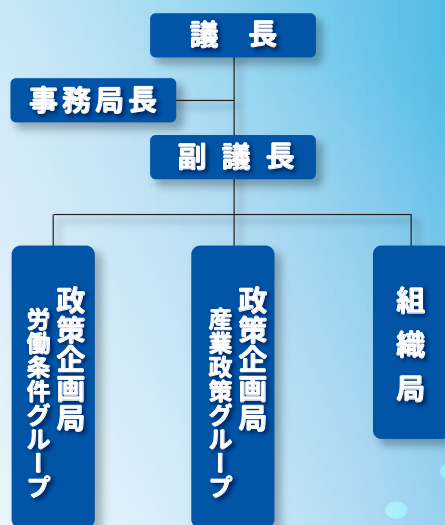 議長
事務局長
副議長
政策企画局
労働条件グループ
政策企画局
産業政策グループ
組織局